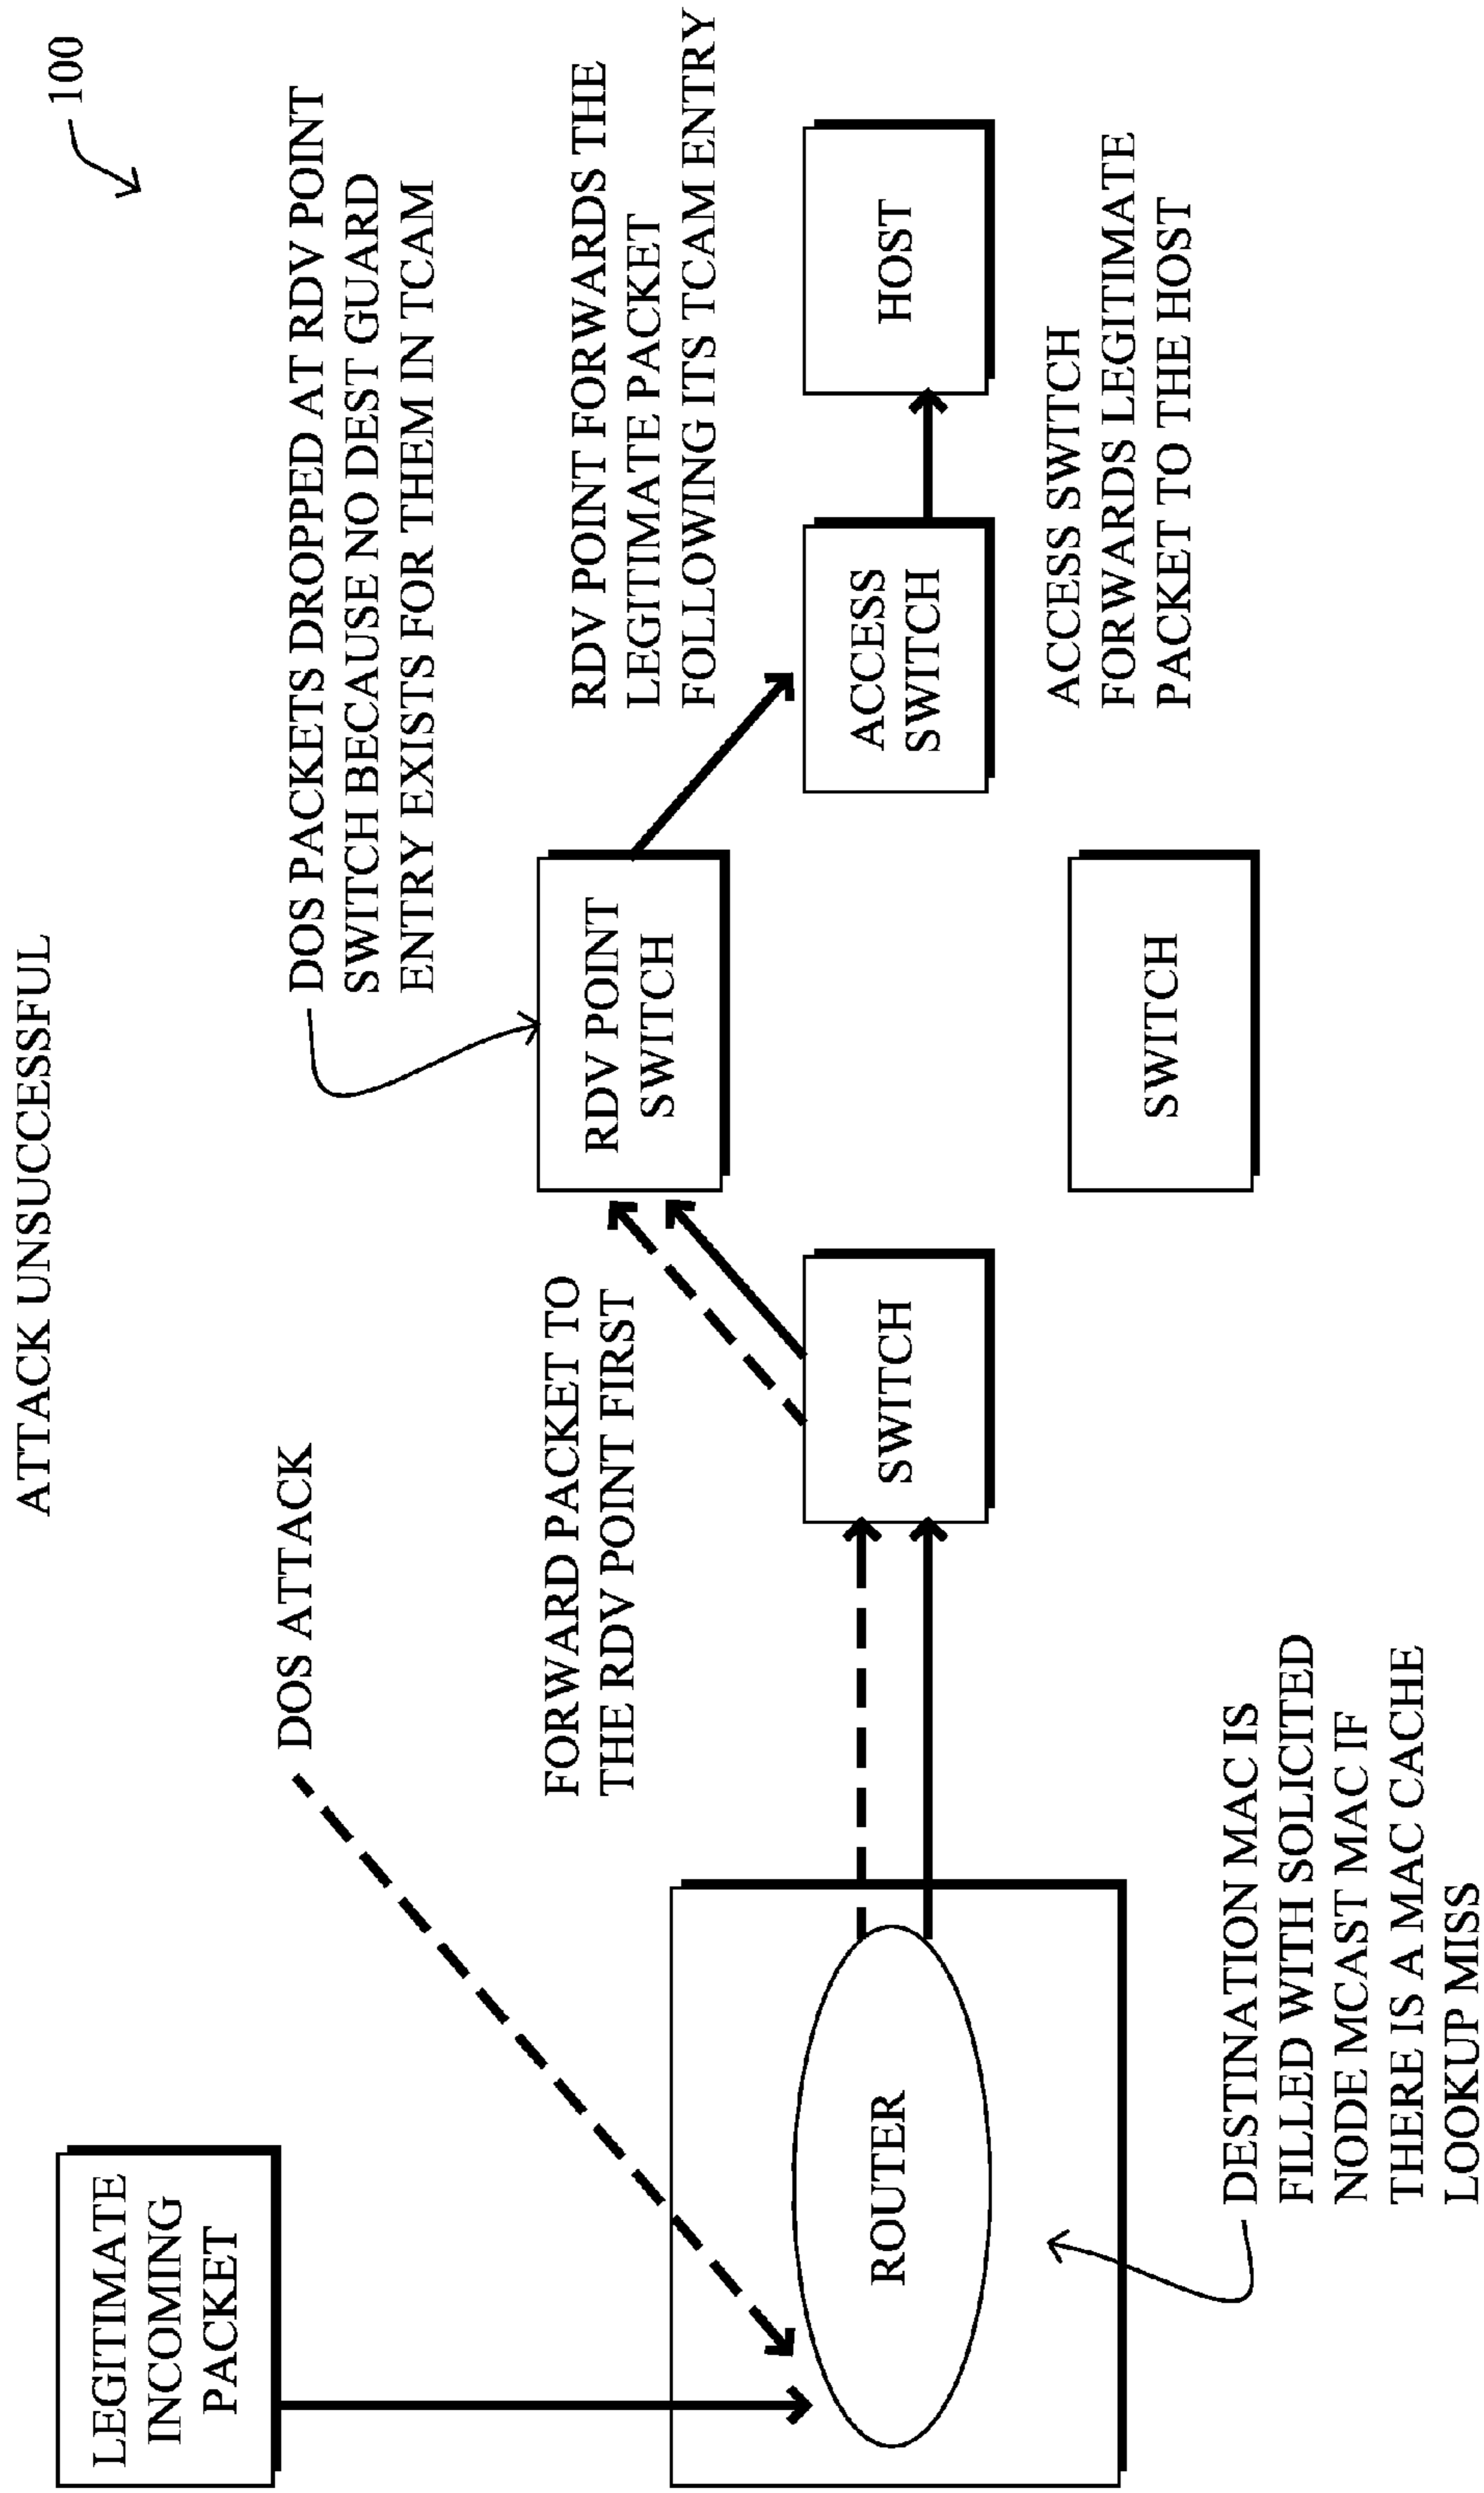 ATTACK UNSUCCESSFUL
100
LEGITIMATE
INCOMING
PACKET
DOS ATTACK
DOS PACKETS DROPPED AT RDV POINT
SWITCH BECAUSE NO DEST GUARD
ENTRY EXISTS FOR THEM IN TCAM
FORWARD PACKET TO
THE RDV POINT FIRST
RDV POINT
SWITCH
RDV POINT FORWARDS THE
LEGITIMATE PACKET
FOLLOWING ITS TCAM ENTRY
ROUTER
SWITCH
ACCESS
SWITCH
HOST
DESTINATION MAC IS
FILLED WITH SOLICITED
NODE MCAST MAC IF
THERE IS A MAC CACHE
LOOKUP MISS
SWITCH
ACCESS SWITCH
FORWARDS LEGITIMATE
PACKET TO THE HOST